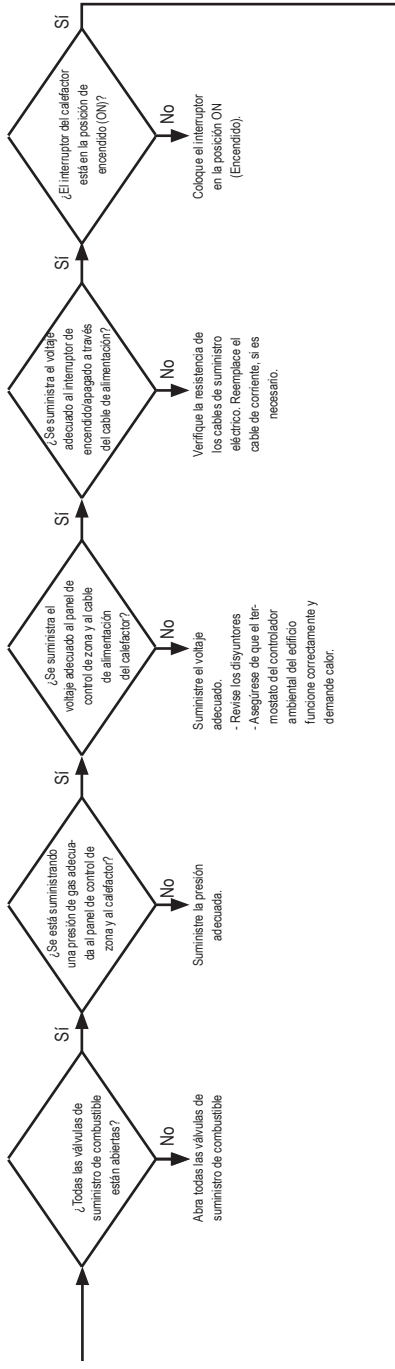 ¿Todas las válvulas de
suministro de combustible
están abiertas?
Sí
No
Abra todas las válvulas de
suministro de combustible
¿Se está suministrando
una presión de gas adecua-
da al panel de control de
zona y al calefactor?
Sí
No
Suministre la presión
adecuada.
¿Se suministra el
voltaje adecuado al panel de
control de zona y al cable
de alimentación
del calefactor?
Sí
No
Suministre el voltaje
adecuado.
- Revise los disyuntores
- Asegúrese de que el ter-
mostato del controlador
ambiental del edificio
funcione correctamente y
demande calor.
¿Se suministra el voltaje
adecuado al interruptor de
encendido/apagado a través
del cable de alimentación?
Sí
No
Verifique la resistencia de
los cables de suministro
eléctrico. Reemplace el
cable de corriente, si es
necesario.
¿El interruptor del calefactor
está en la posición de
encendido (ON)?
Sí
No
Coloque el interruptor
en la posición ON
(Encendido).